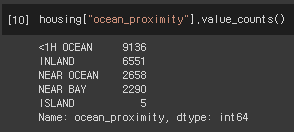 [10] housing["ocean_proximity"].value_counts()
<1H OCEAN 9136
INLAND 6551
NEAR OCEAN 2658
NEAR BAY 2290
ISLAND 5
Name: ocean_proximity, dtype: int64